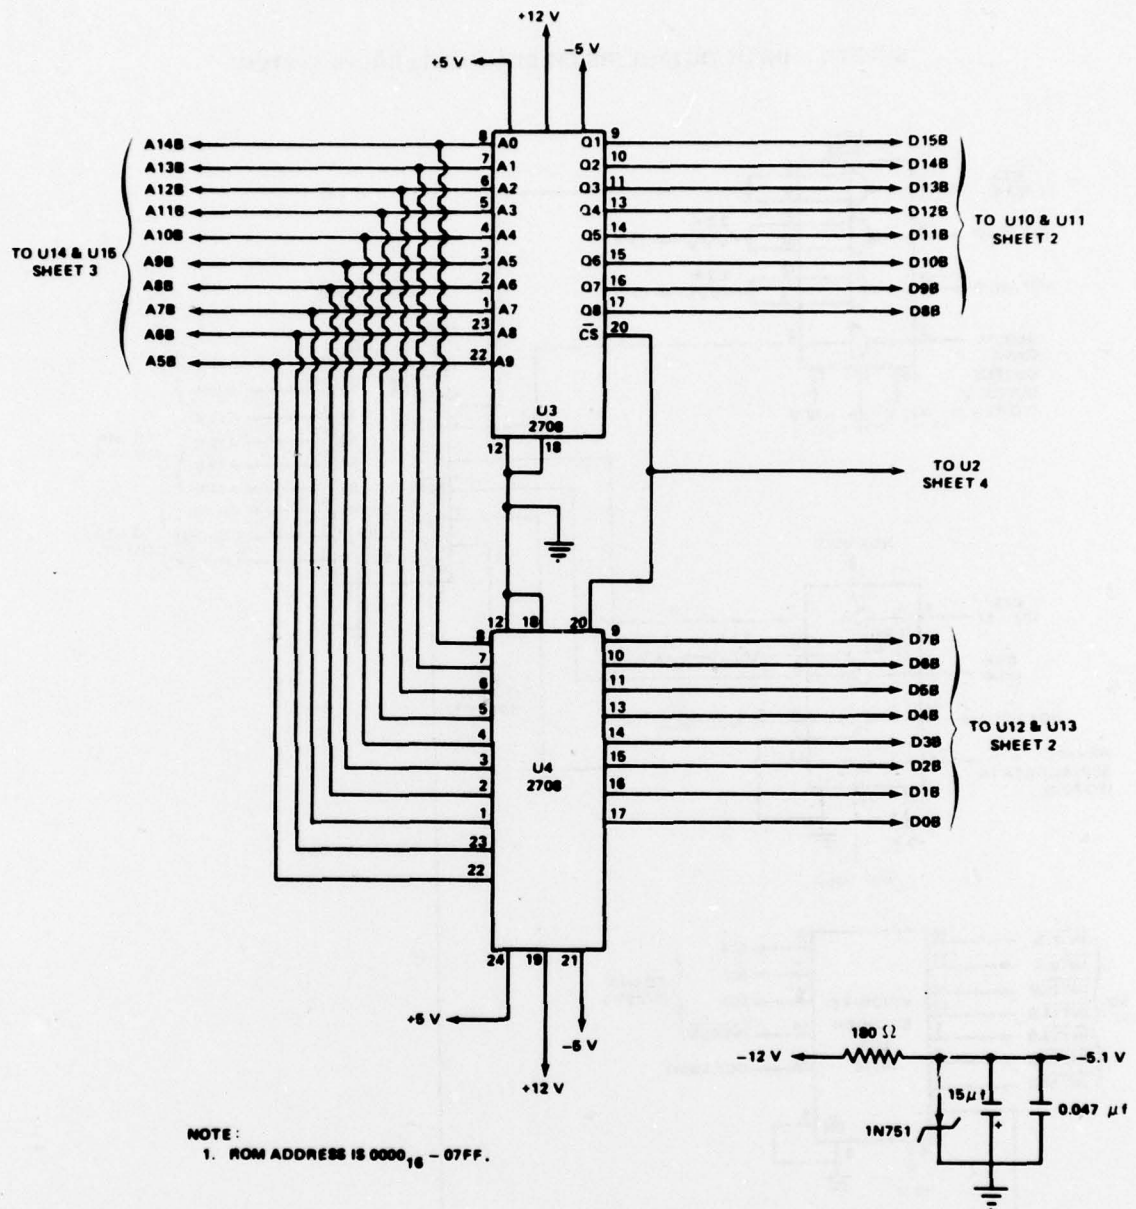 +12 V
+5 V
-5 V
TO U14 & U15
SHEET 3
A14B 8 A0
A13B 7 A1
A12B 6 A2
A11B 5 A3
A10B 4 A4
A9B 3 A5
A8B 2 A6
A7B 1 A7
A6B 23 A8
A5B 22 A9
Q1 9 D15B
Q2 10 D14B
Q3 11 D13B
Q4 13 D12B
Q5 14 D11B
Q6 15 D10B
Q7 16 D9B
Q8 17 D8B
C̅S̅ 20
TO U10 & U11
SHEET 2
U3
2708
12 18
TO U2
SHEET 4
12 18 20
8
7
6
5
4
3
2
1
23
22
U4
2708
9 D7B
10 D6B
11 D5B
13 D4B
14 D3B
15 D2B
16 D1B
17 D0B
TO U12 & U13
SHEET 2
24 19 21
+5 V
-5 V
+12 V
180 Ω
-12 V
-5.1 V
15 µf
+
0.047 µf
1N751
NOTE:
1. ROM ADDRESS IS 0000₁₆ - 07FF.